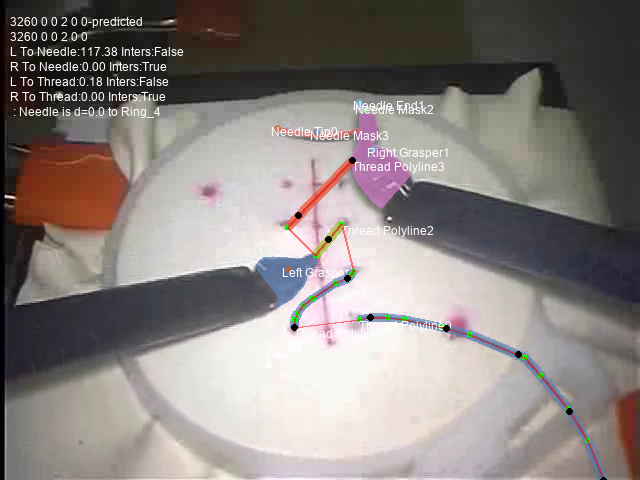 3260 0 0 2 0 0-predicted
3260 0 0 2 0 0
L To Needle:117.38 Inters:False
R To Needle:0.00 Inters:True
L To Thread:0.18 Inters:False
R To Thread:0.00 Inters:True
: Needle is d=0.0 to Ring_4
Needle End1
Needle Mask2
Needle Tip0
Needle Mask3
Right Grasper1
Thread Polyline3
Thread Polyline2
Left Grasper
Thread Polyline0